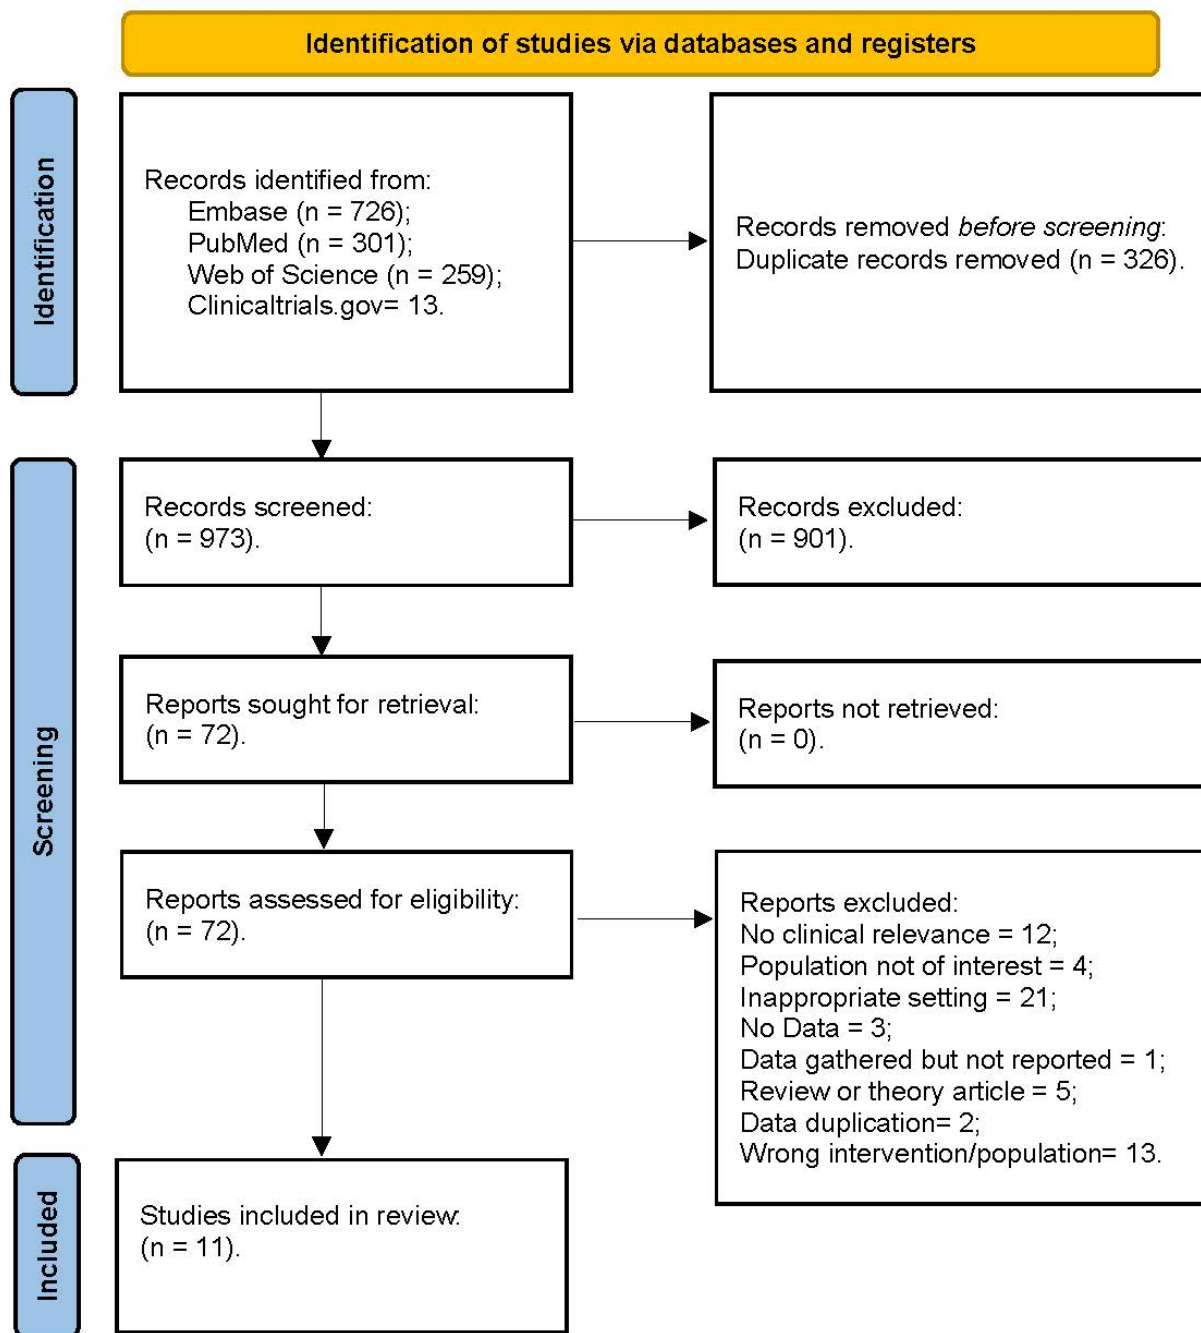 Identification of studies via databases and registers
Identification
Records identified from:
Embase (n = 726);
PubMed (n = 301);
Web of Science (n = 259);
Clinicaltrials.gov= 13.
Records removed before screening:
Duplicate records removed (n = 326).
Screening
Records screened:
(n = 973).
Records excluded:
(n = 901).
Reports sought for retrieval:
(n = 72).
Reports not retrieved:
(n = 0).
Reports assessed for eligibility:
(n = 72).
Reports excluded:
No clinical relevance = 12;
Population not of interest = 4;
Inappropriate setting = 21;
No Data = 3;
Data gathered but not reported = 1;
Review or theory article = 5;
Data duplication= 2;
Wrong intervention/population= 13.
Included
Studies included in review:
(n = 11).